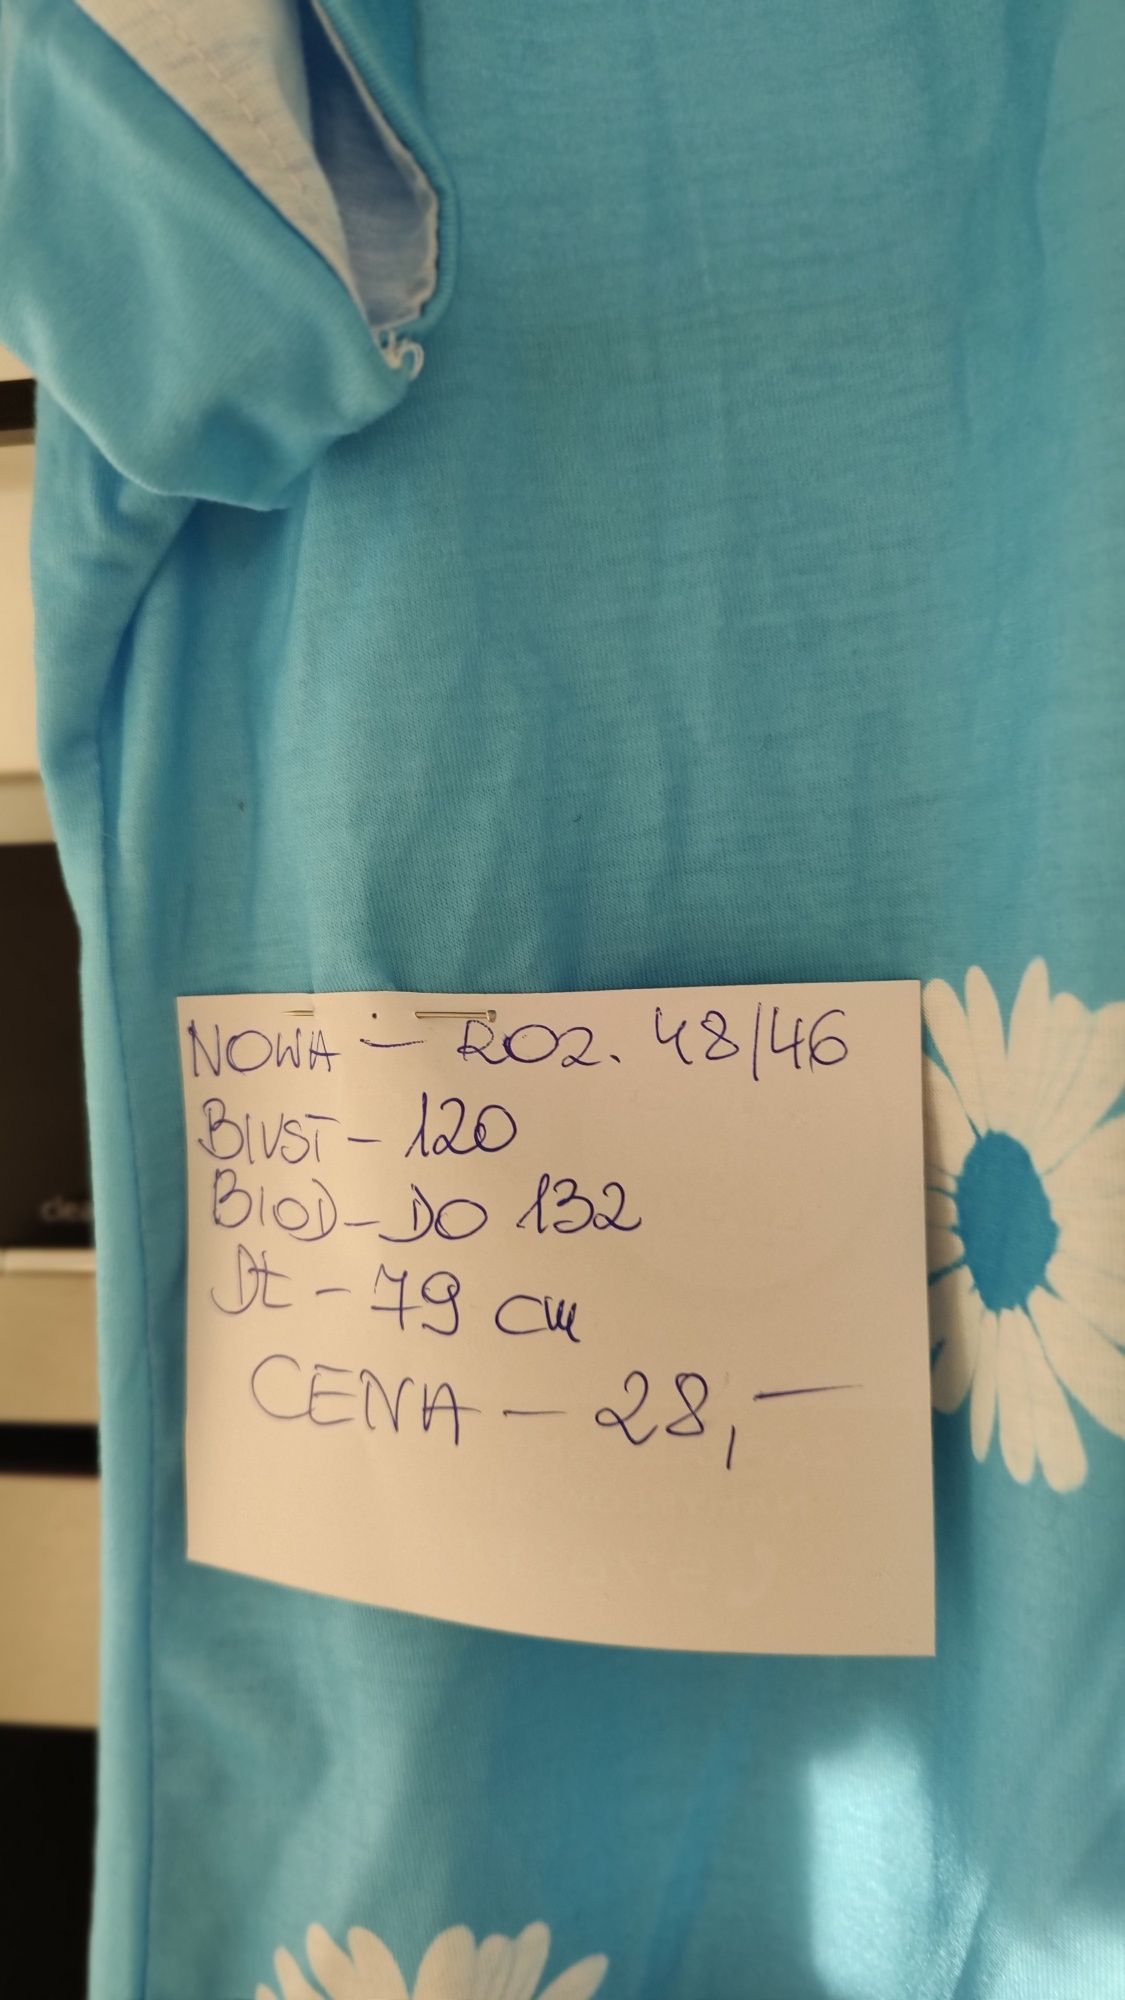 NOWA - ROZ. 48/46
BIUST - 120
BIOD - DO 132
DŁ - 79 cm
CENA - 28,-